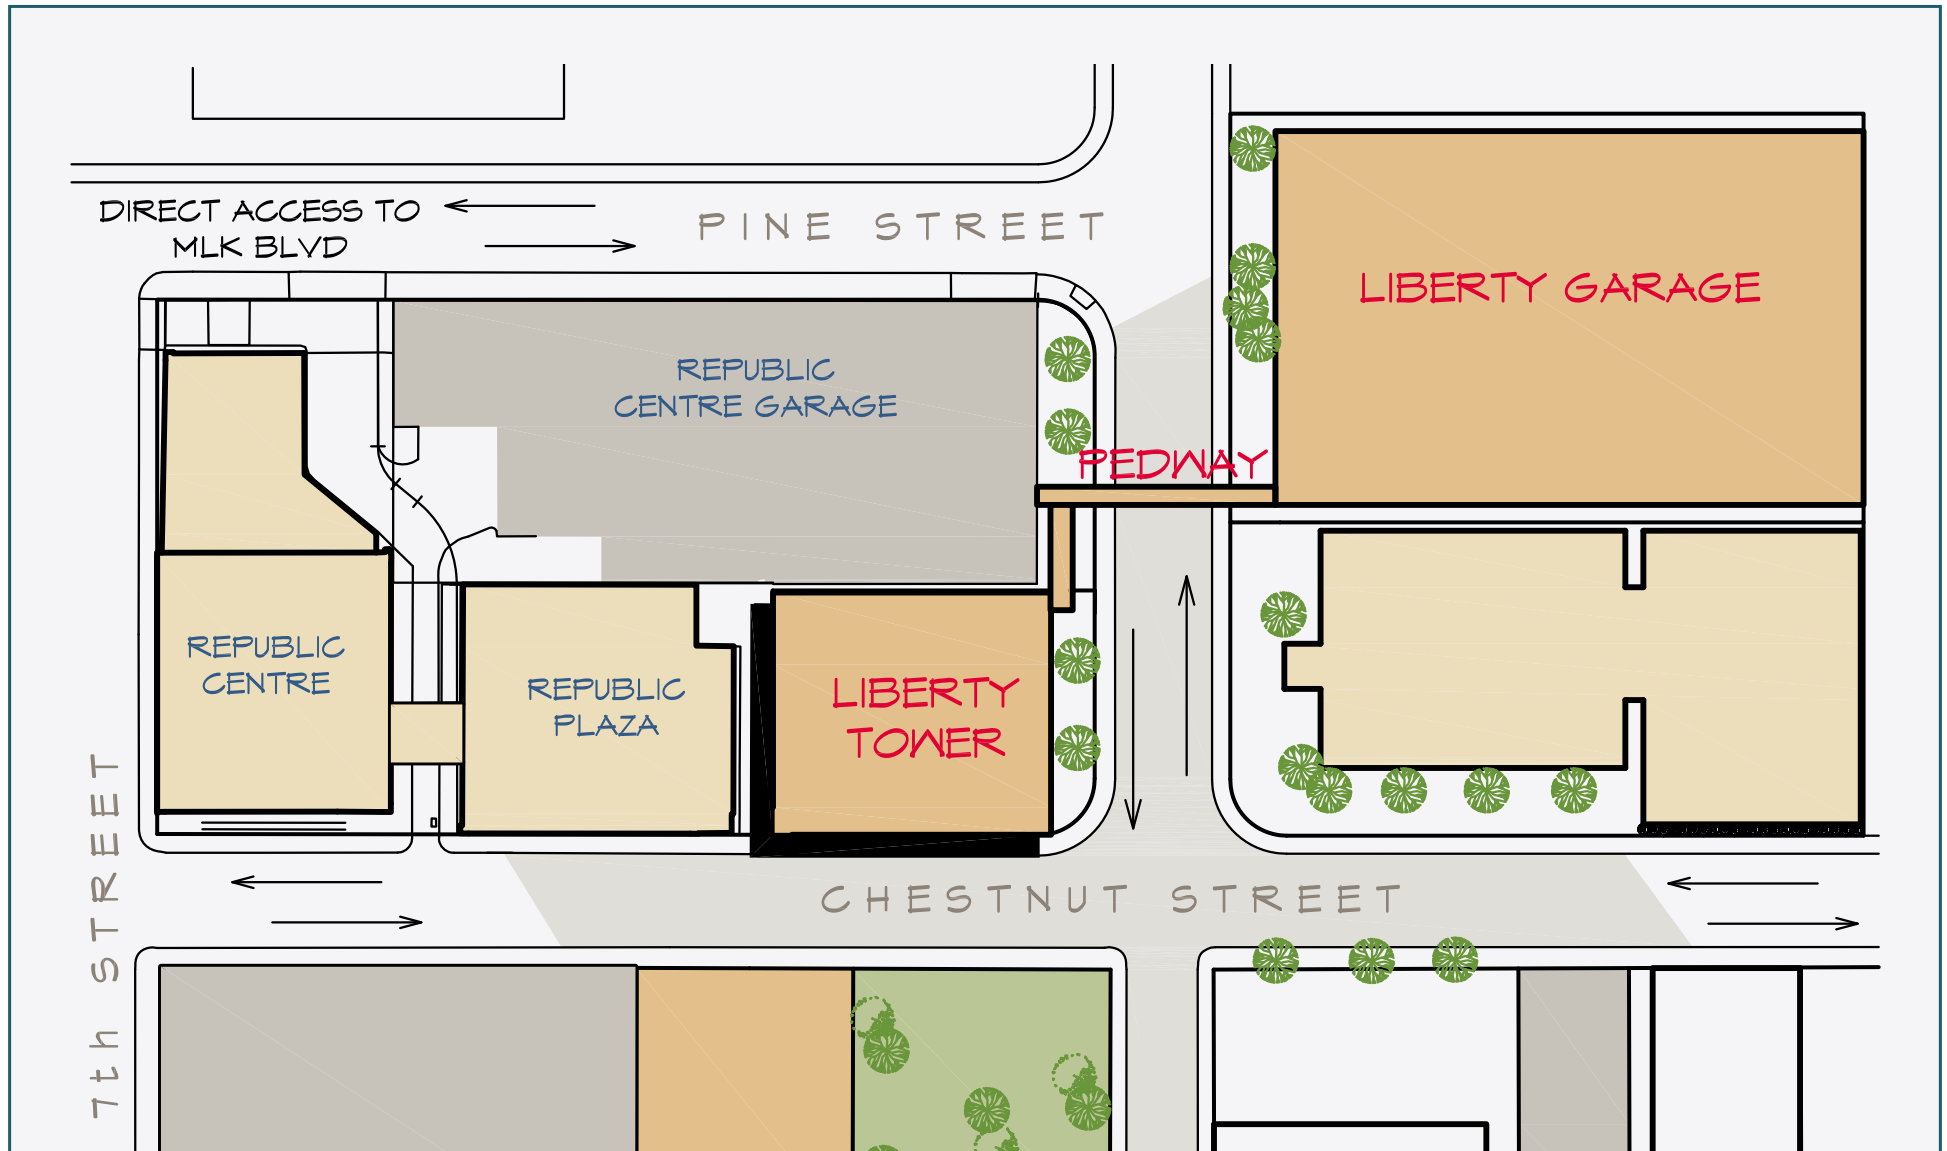 DIRECT ACCESS TO
MLK BLVD
PINE STREET
LIBERTY GARAGE
REPUBLIC
CENTRE GARAGE
PEDWAY
REPUBLIC
CENTRE
REPUBLIC
PLAZA
LIBERTY
TOWER
CHESTNUT STREET
7th STREET